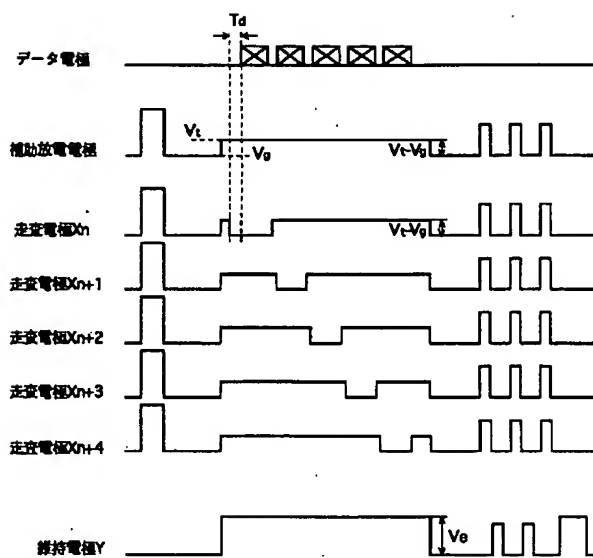 Td
データ電極
Vt
補助放電電極
Vg
Vt-Vg
走査電極Xn
Vt-Vg
走査電極Xn+1
走査電極Xn+2
走査電極Xn+3
走査電極Xn+4
維持電極Y
Ve